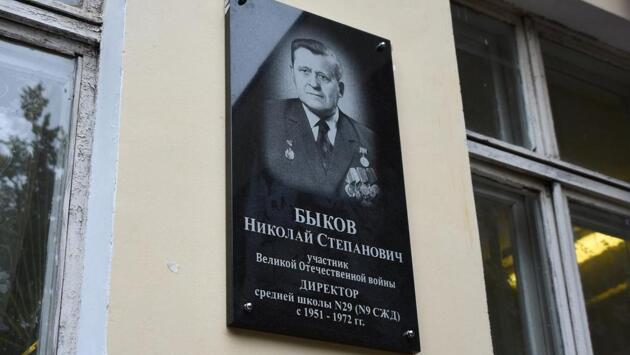 БЫКОВ
НИКОЛАЙ СТЕПАНОВИЧ
участник
Великой Отечественной войны
ДИРЕКТОР
средней школы N29 (N9 СЖД)
с 1951 - 1972 гг.